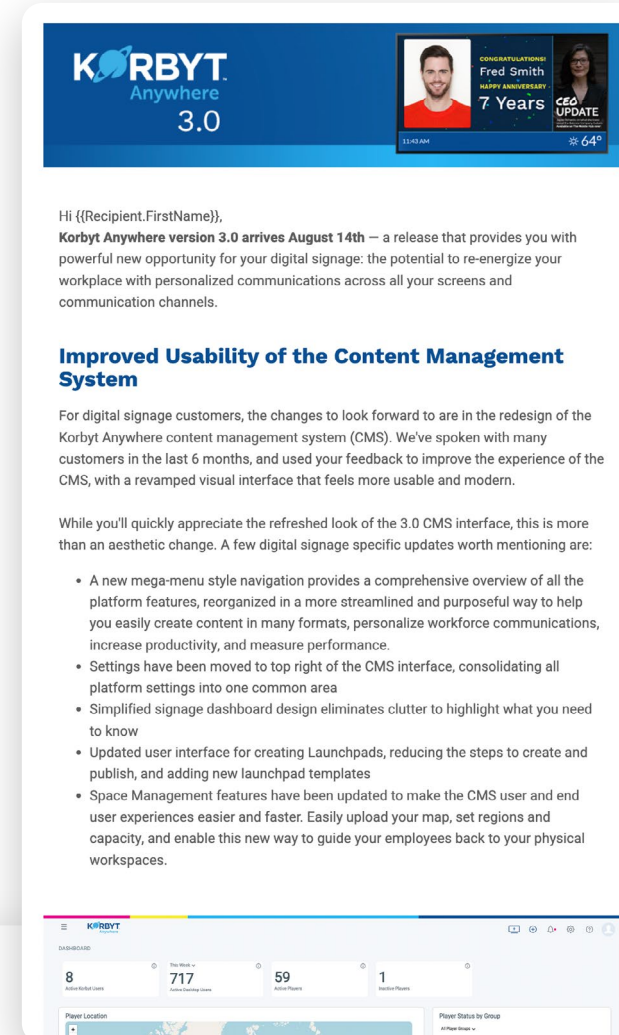 KORBYT
Anywhere
3.0
CONGRATULATIONS!
Fred Smith
HAPPY ANNIVERSARY
7 Years
CEO
UPDATE
11:43 AM
64°
Hi {{Recipient.FirstName}},
Korbyt Anywhere version 3.0 arrives August 14th — a release that provides you with
powerful new opportunity for your digital signage: the potential to re-energize your
workplace with personalized communications across all your screens and
communication channels.
Improved Usability of the Content Management
System
For digital signage customers, the changes to look forward to are in the redesign of the
Korbyt Anywhere content management system (CMS). We've spoken with many
customers in the last 6 months, and used your feedback to improve the experience of the
CMS, with a revamped visual interface that feels more usable and modern.
While you'll quickly appreciate the refreshed look of the 3.0 CMS interface, this is more
than an aesthetic change. A few digital signage specific updates worth mentioning are:
• A new mega-menu style navigation provides a comprehensive overview of all the
platform features, reorganized in a more streamlined and purposeful way to help
you easily create content in many formats, personalize workforce communications,
increase productivity, and measure performance.
• Settings have been moved to top right of the CMS interface, consolidating all
platform settings into one common area
• Simplified signage dashboard design eliminates clutter to highlight what you need
to know
• Updated user interface for creating Launchpads, reducing the steps to create and
publish, and adding new launchpad templates
• Space Management features have been updated to make the CMS user and end
user experiences easier and faster. Easily upload your map, set regions and
capacity, and enable this new way to guide your employees back to your physical
workspaces.
KORBYT
Anywhere
DASHBOARD
This Week
8
717
59
1
Active Korbyt Users
Active Desktop Users
Active Players
Inactive Players
Player Location
Player Status by Group
All Player Groups